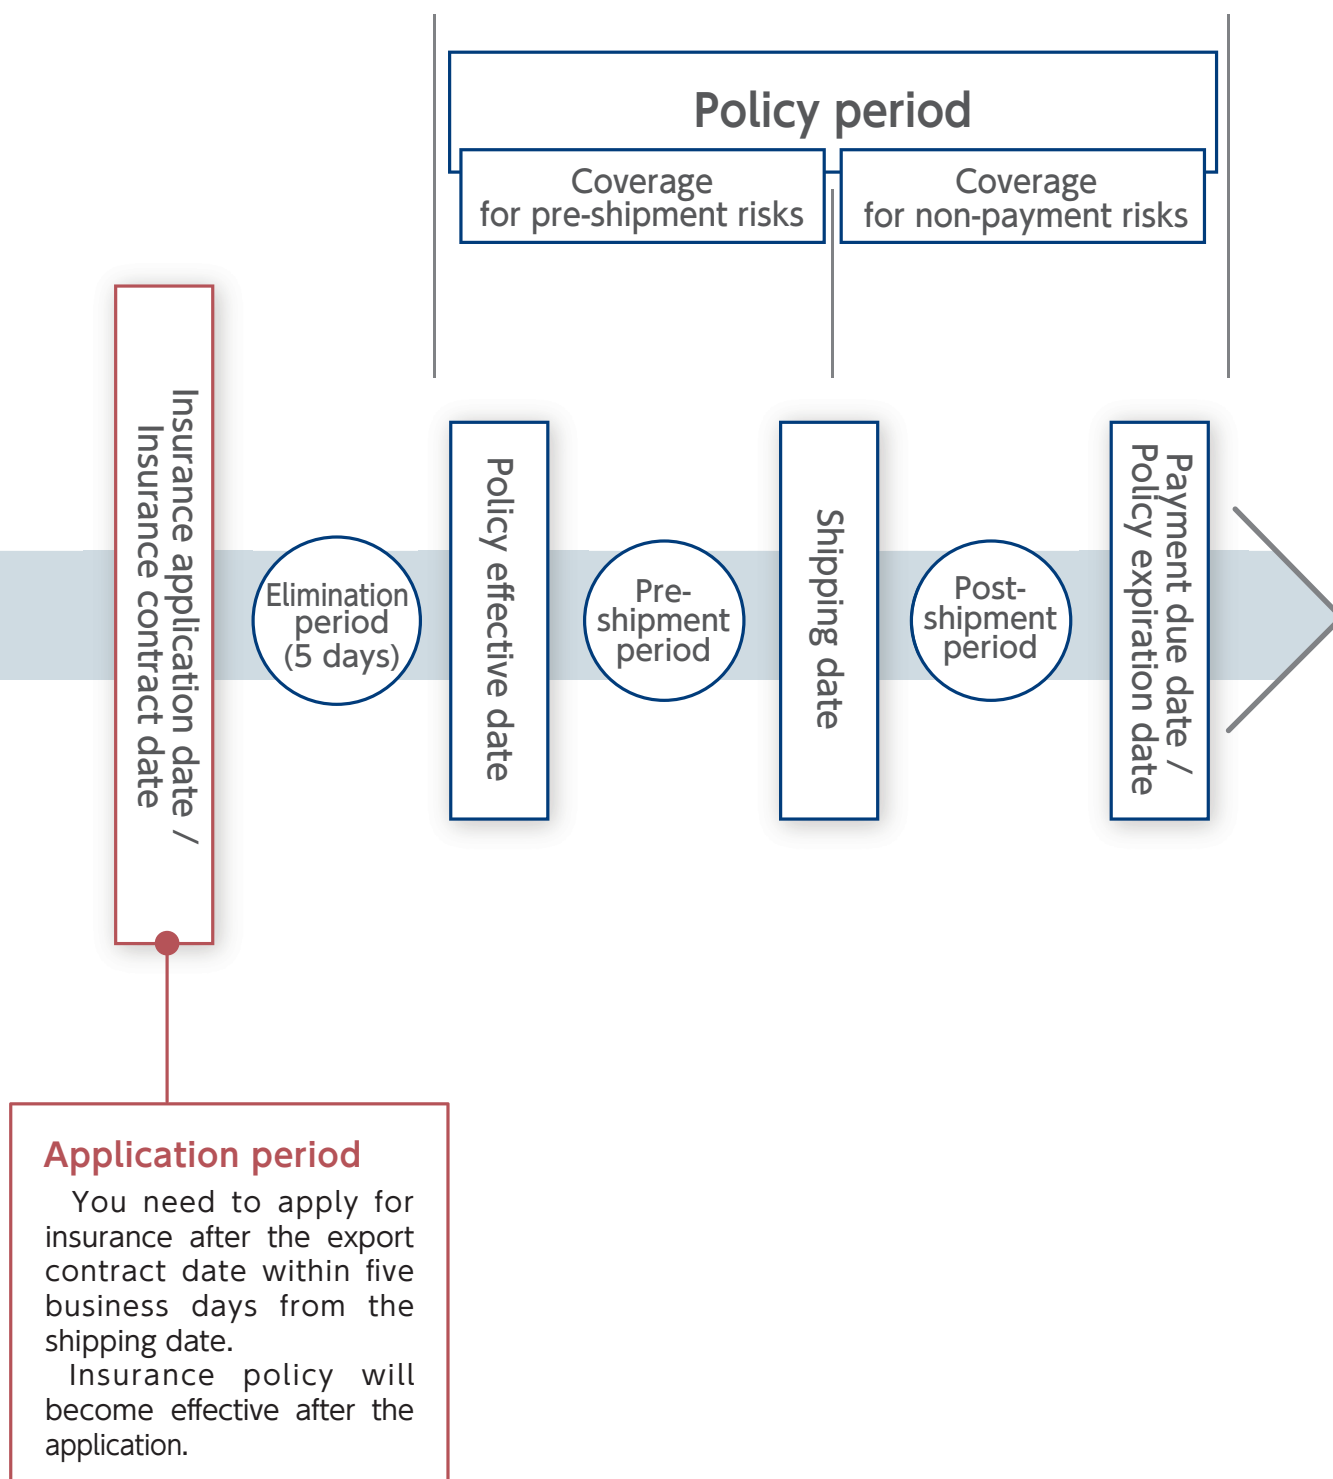 Policy period
Coverage
for pre-shipment risks
Coverage
for non-payment risks
Insurance application date /
Insurance contract date
Elimination
period
(5 days)
Policy effective date
Pre-
shipment
period
Shipping date
Post-
shipment
period
Payment due date /
Policy expiration date
Application period
You need to apply for
insurance after the export
contract date within five
business days from the
shipping date.
Insurance policy will
become effective after the
application.